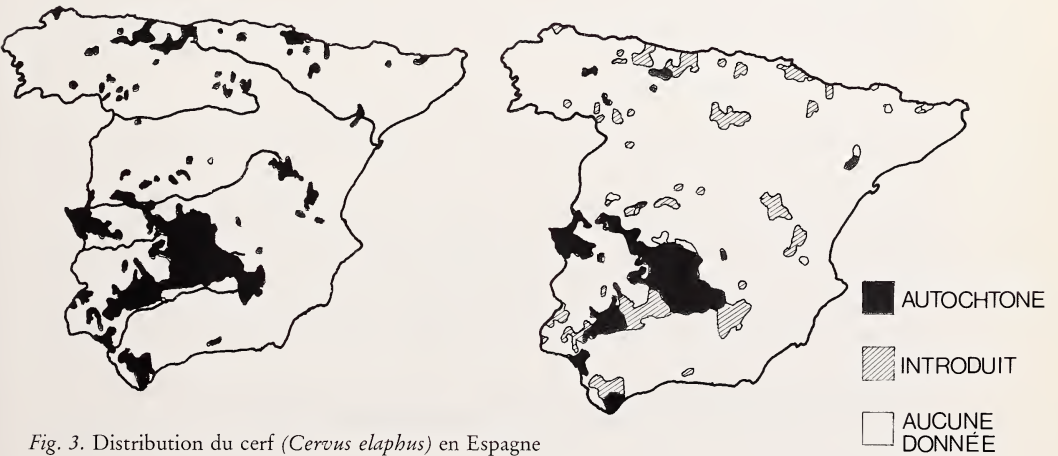 AUTOCHTONE
INTRODUIT
AUCUNE
DONNÉE
Fig. 3. Distribution du cerf (Cervus elaphus) en Espagne